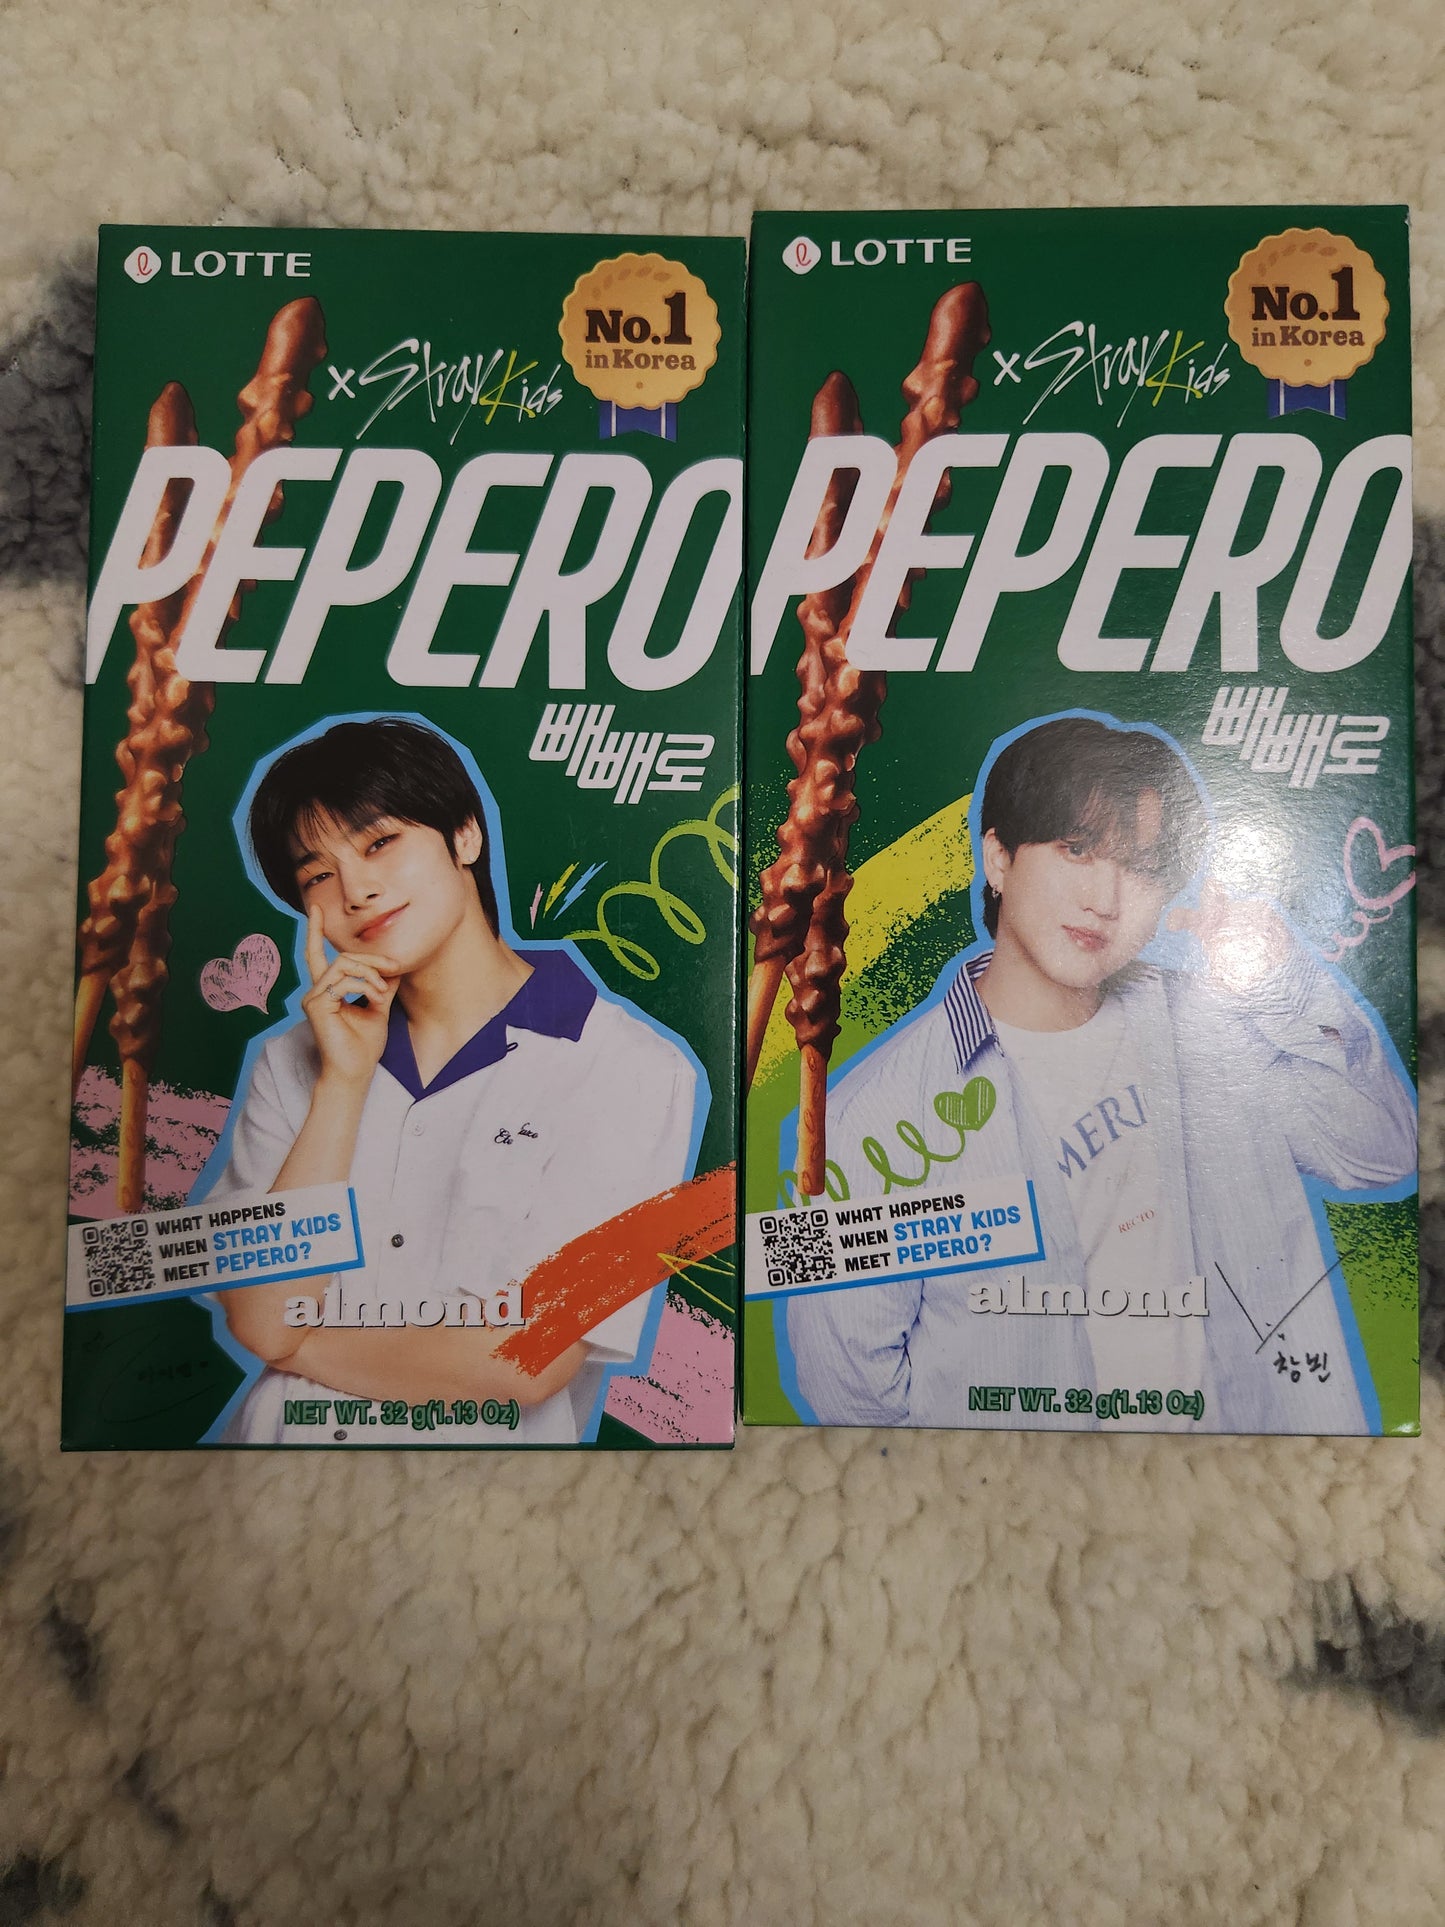 LOTTE
x Stray Kids
No.1
in Korea
PEPERO
빼빼로
WHAT HAPPENS
WHEN STRAY KIDS
MEET PEPERO?
almond
NET WT. 32 g(1.13 Oz)
LOTTE
x Stray Kids
No.1
in Korea
PEPERO
빼빼로
MERI
RECTO
WHAT HAPPENS
WHEN STRAY KIDS
MEET PEPERO?
almond
창빈
NET WT. 32 g(1.13 Oz)